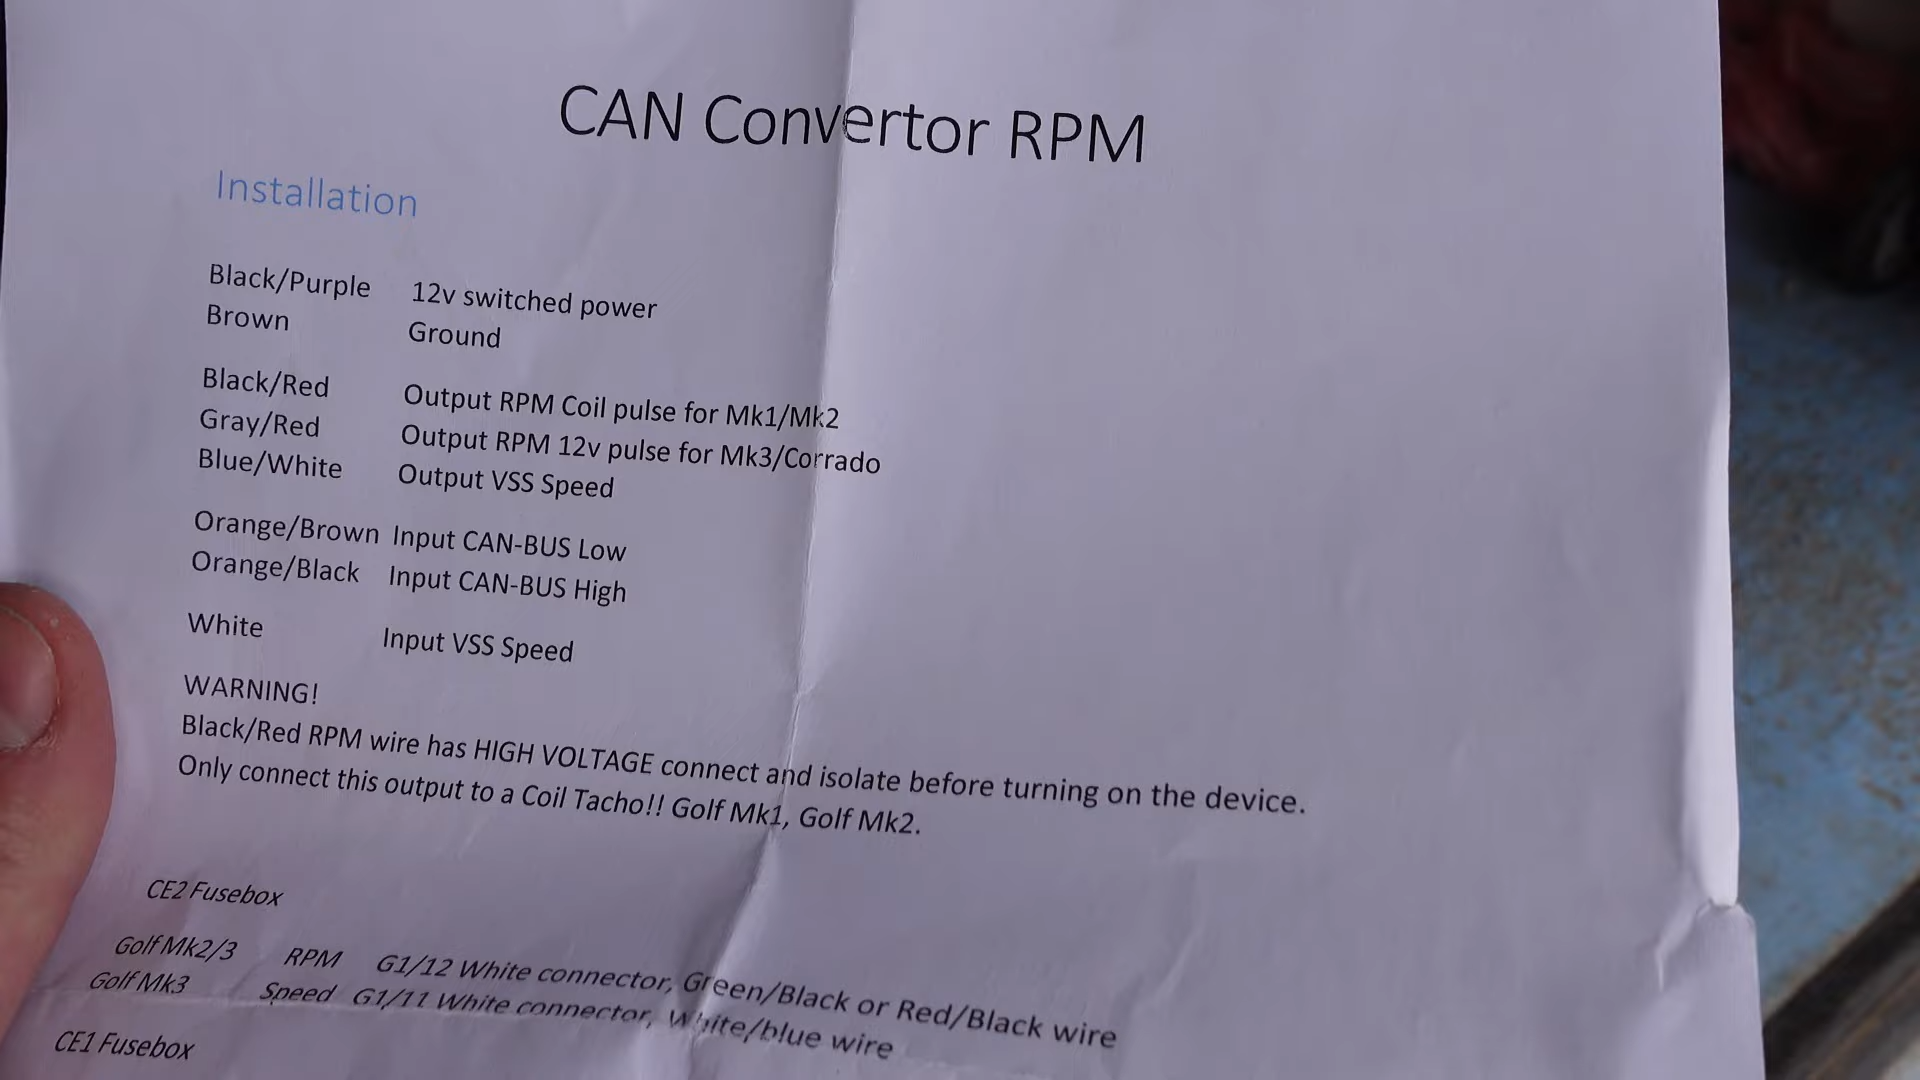 CAN Convertor RPM
Installation
Black/Purple 12v switched power
Brown Ground
Black/Red Output RPM Coil pulse for Mk1/Mk2
Gray/Red Output RPM 12v pulse for Mk3/Corrado
Blue/White Output VSS Speed
Orange/Brown Input CAN-BUS Low
Orange/Black Input CAN-BUS High
White Input VSS Speed
WARNING!
Black/Red RPM wire has HIGH VOLTAGE connect and isolate before turning on the device.
Only connect this output to a Coil Tacho!! Golf Mk1, Golf Mk2.
CE2 Fusebox
Golf Mk2/3 RPM G1/12 White connector, Green/Black or Red/Black wire
Golf Mk3 Speed G1/11 White connector, White/blue wire
CE1 Fusebox